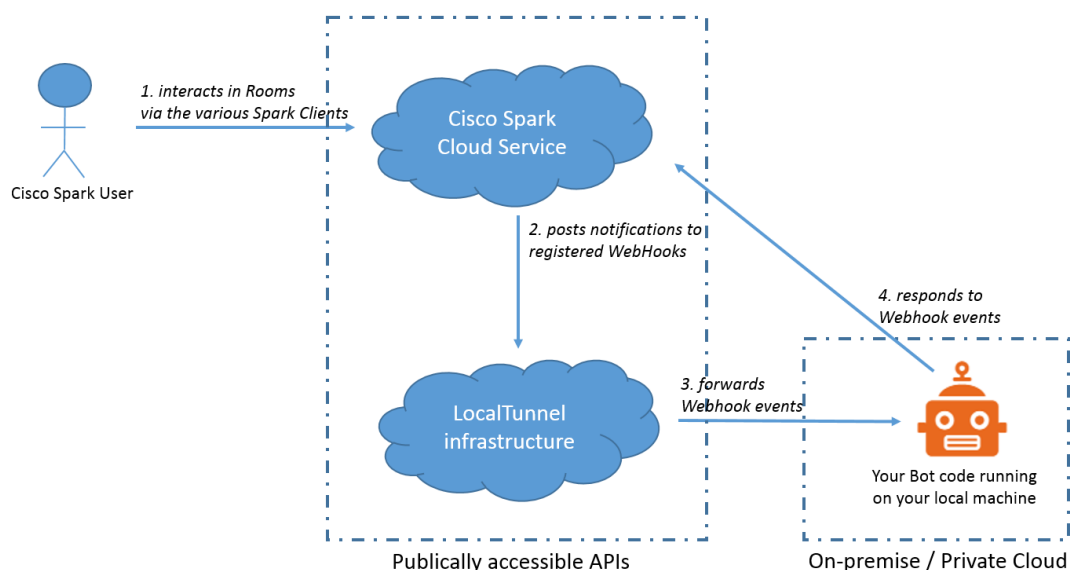 1. interacts in Rooms
via the various Spark Clients
Cisco Spark User
Cisco Spark
Cloud Service
2. posts notifications to
registered WebHooks
LocalTunnel
infrastructure
3. forwards
Webhook events
4. responds to
Webhook events
Your Bot code running
on your local machine
Publically accessible APIs
On-premise / Private Cloud